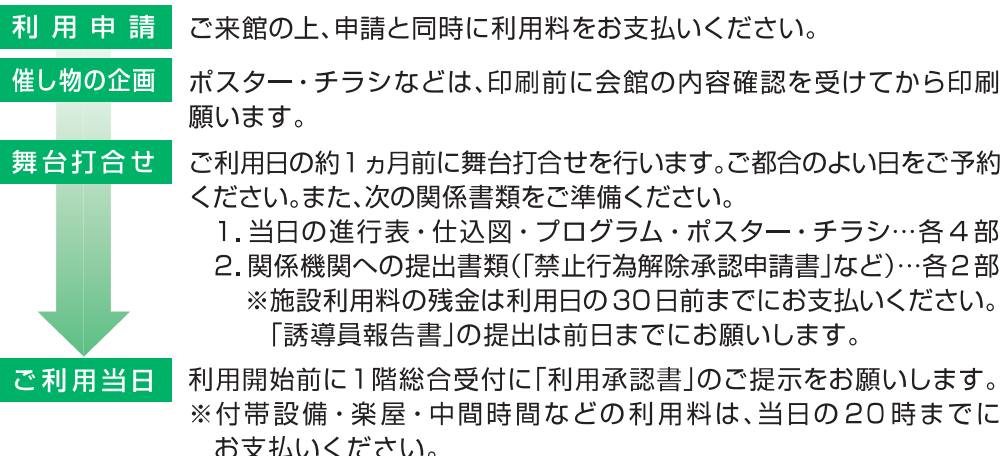 利用申請 ご来館の上、申請と同時に利用料をお支払いください。
催し物の企画 ポスター・チラシなどは、印刷前に会館の内容確認を受けてから印刷
願います。
舞台打合せ ご利用日の約1ヵ月前に舞台打合せを行います。ご都合のよい日をご予約
ください。また、次の関係書類をご準備ください。
1.当日の進行表・仕込図・プログラム・ポスター・チラシ…各4部
2.関係機関への提出書類(「禁止行為解除承認申請書」など)…各2部
※施設利用料の残金は利用日の30日前までにお支払いください。
「誘導員報告書」の提出は前日までにお願いします。
ご利用当日 利用開始前に1階総合受付に「利用承認書」のご提示をお願いします。
※付帯設備・楽屋・中間時間などの利用料は、当日の20時までに
お支払いください。